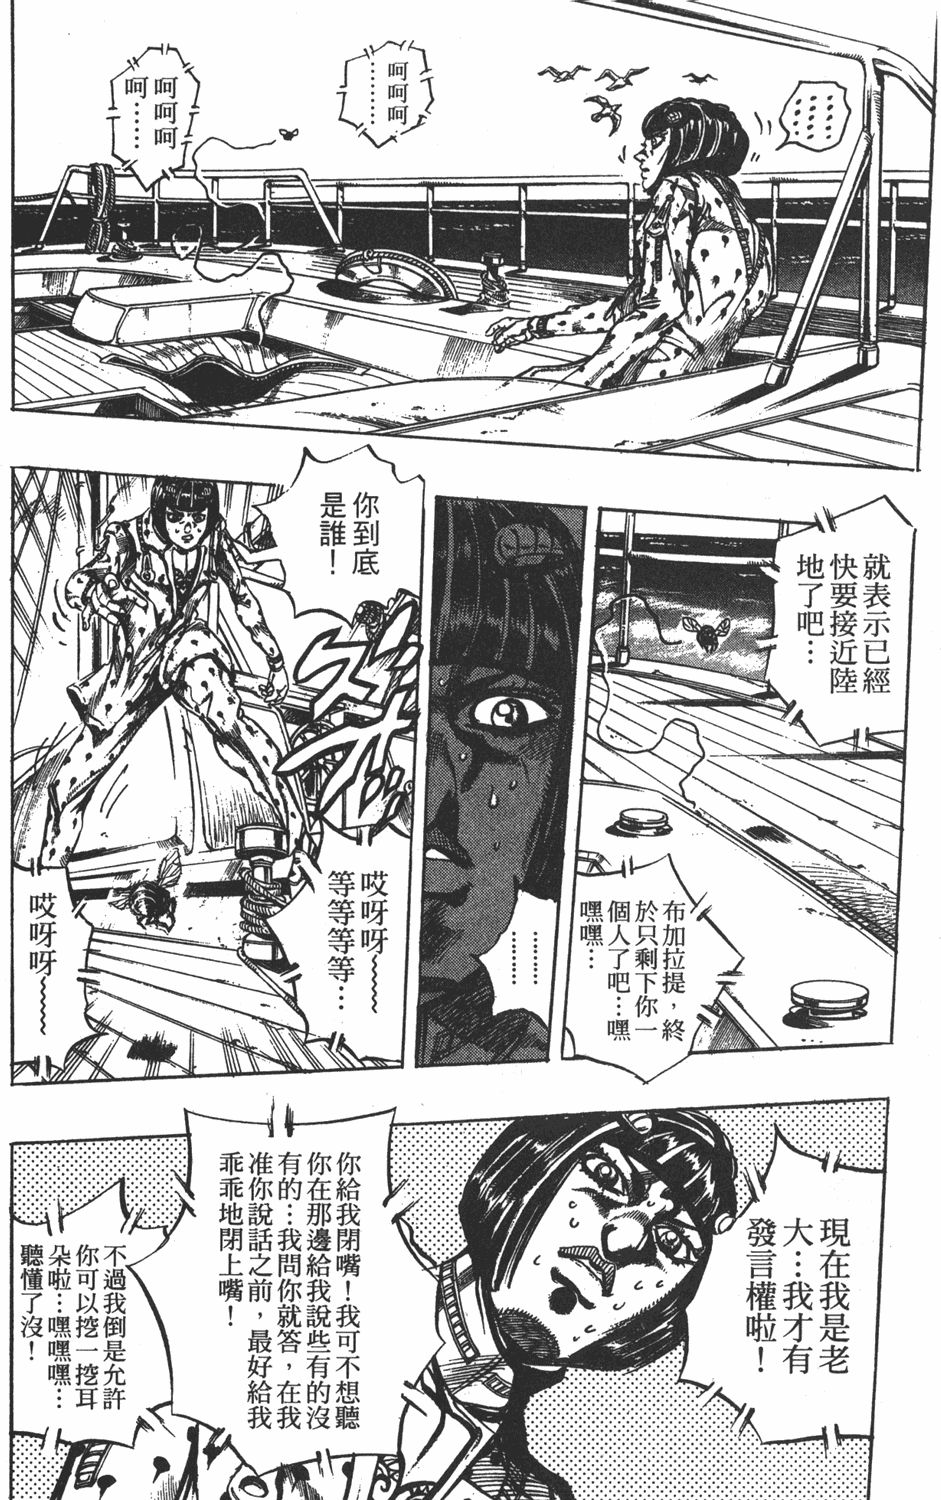 ………………
呵呵呵
………
呵呵呵
呵……
就表示已經
快要接近陸
地了吧…
布加拉提，終
於只剩下你一
個人了吧…嘿
嘿嘿…
…………
…………
你到底
是誰！
ズオオ
哎呀呀～
等等等等…
哎呀呀～
現在我是老
大…我才有
發言權啦！
你給我閉嘴！我可不想聽
你在那邊給我說些有的沒
有的…我問你就答，在我
准你說話之前，最好給我
乖乖地閉上嘴！
不過我倒是允許
你可以挖一挖耳
朵啦…嘿嘿嘿…
聽懂了沒！